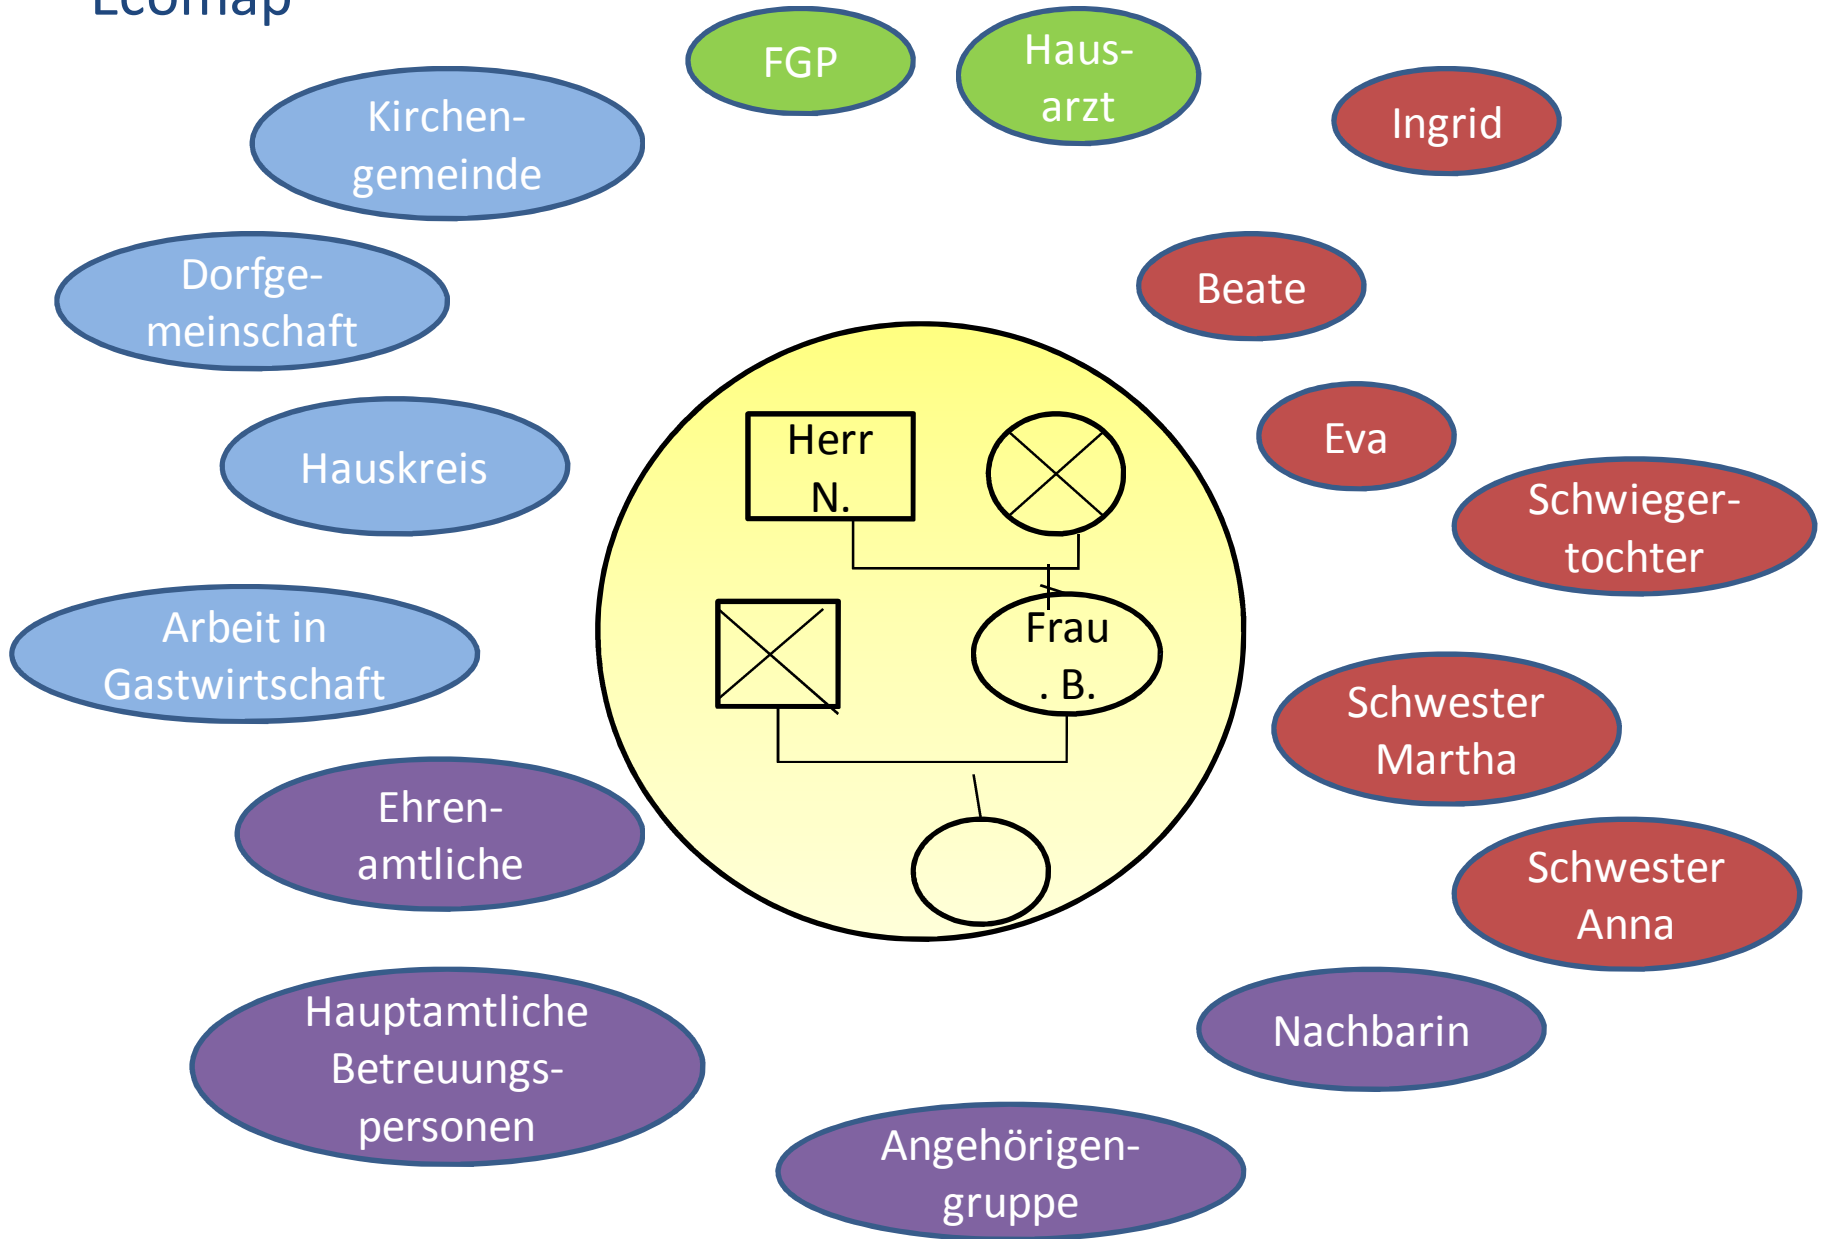 Ecomap
FGP
Haus-
arzt
Ingrid
Kirchen-
gemeinde
Dorfge-
meinschaft
Beate
Hauskreis
Herr
N.
Eva
Schwieger-
tochter
Arbeit in
Gastwirtschaft
Frau
. B.
Schwester
Martha
Ehren-
amtliche
Schwester
Anna
Hauptamtliche
Betreuungs-
personen
Nachbarin
Angehörigen-
gruppe